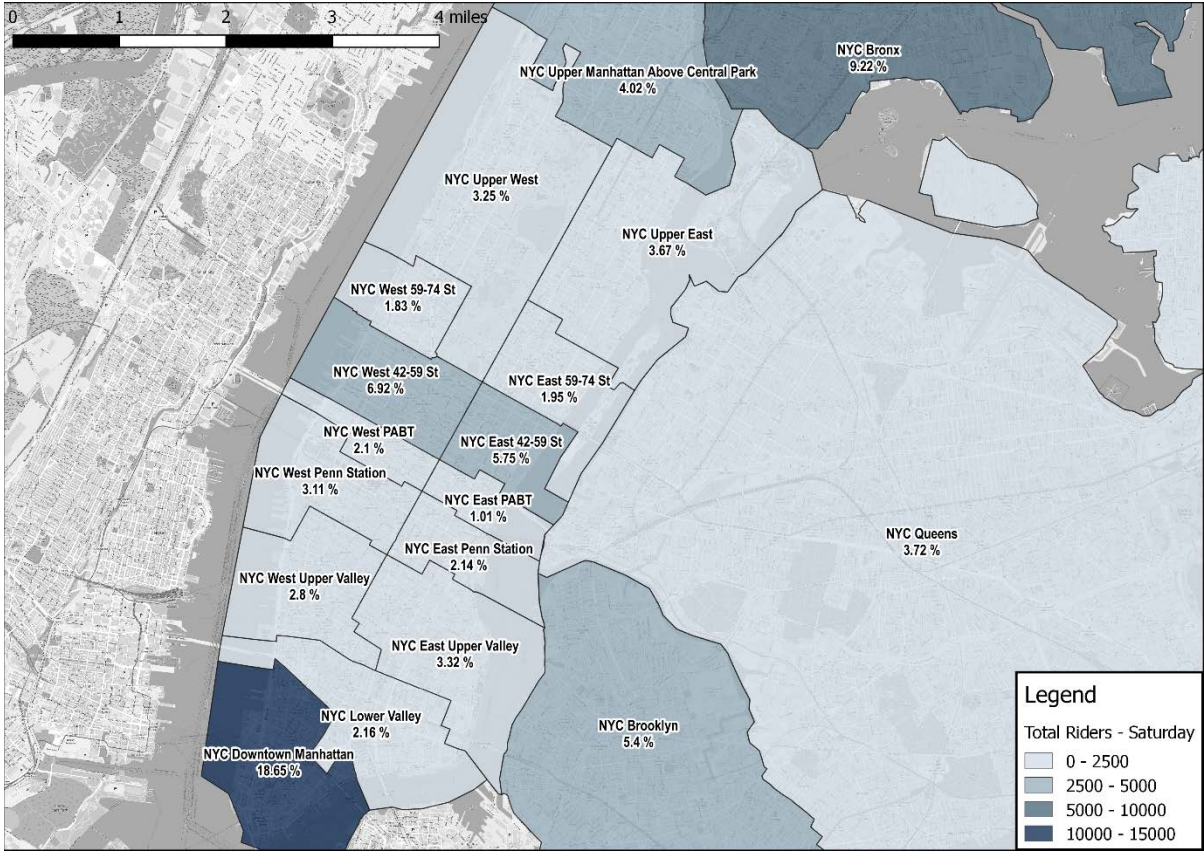 0 1 2 3 4 miles
NYC Bronx
9.22 %
NYC Upper Manhattan Above Central Park
4.02 %
NYC Upper West
3.25 %
NYC Upper East
3.67 %
NYC West 59-74 St
1.83 %
NYC West 42-59 St
6.92 %
NYC East 59-74 St
1.95 %
NYC West PABT
2.1 %
NYC East 42-59 St
5.75 %
NYC West Penn Station
3.11 %
NYC East PABT
1.01 %
NYC Queens
3.72 %
NYC East Penn Station
2.14 %
NYC West Upper Valley
2.8 %
NYC East Upper Valley
3.32 %
NYC Lower Valley
2.16 %
NYC Brooklyn
5.4 %
NYC Downtown Manhattan
18.65 %
Legend
Total Riders - Saturday
0 - 2500
2500 - 5000
5000 - 10000
10000 - 15000